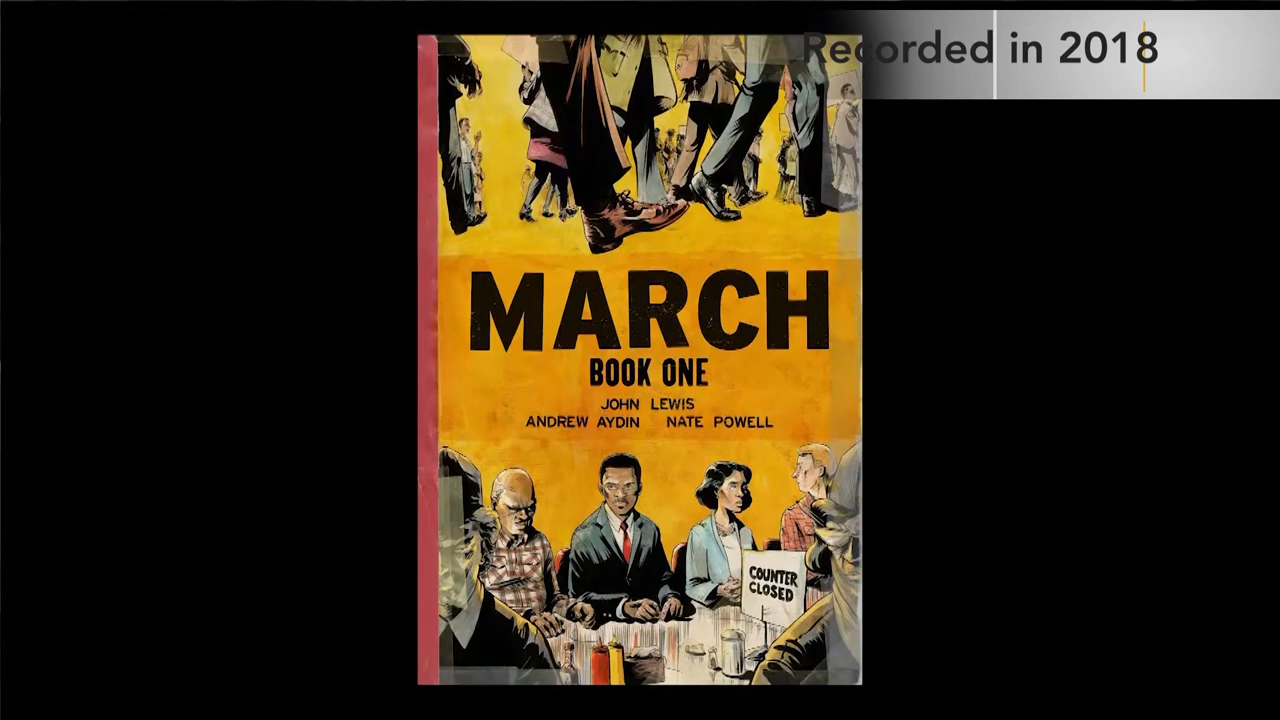 Recorded in 2018
MARCH
BOOK ONE
JOHN LEWIS
ANDREW AYDIN NATE POWELL
COUNTER
CLOSED